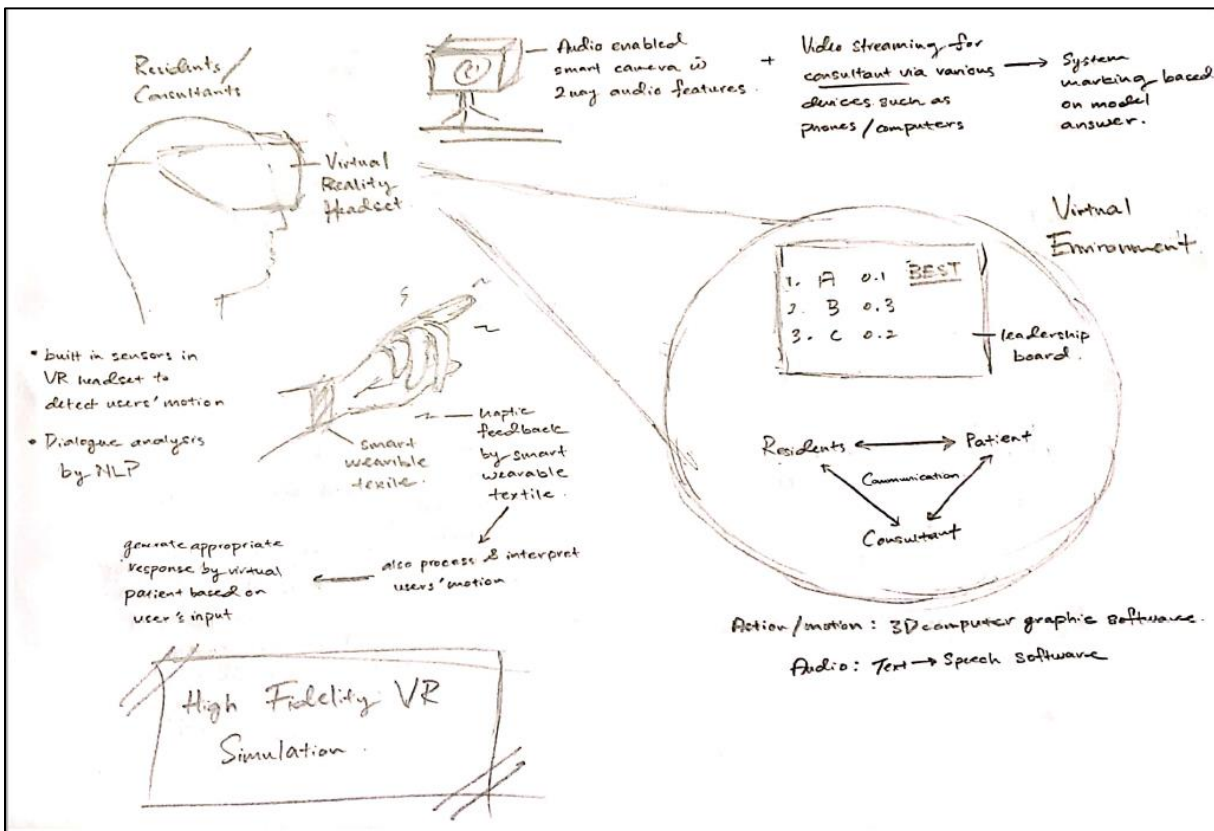 Residents/
Consultants
Virtual
Reality
Headset.
Audio enabled
smart camera w̄
2 way audio features.
+
Video streaming for
consultant via various
devices such as
phones/computers
System
marking based
on model
answer.
Virtual
Environment.
1. A 0.1 BEST
2. B 0.3
3. C 0.2
leadership
board.
Residents
Patient
Communication.
Consultant
Action/motion : 3D computer graphic software.
Audio : Text → Speech software
• built in sensors in
VR headset to
detect users' motion
• Dialogue analysis
by NLP
smart
wearible
texile.
haptic
feedback
by smart
wearable
textile.
also process & interpret
users' motion
generate appropriate
response by virtual
patient based on
user's input
High Fidelity VR
Simulation.